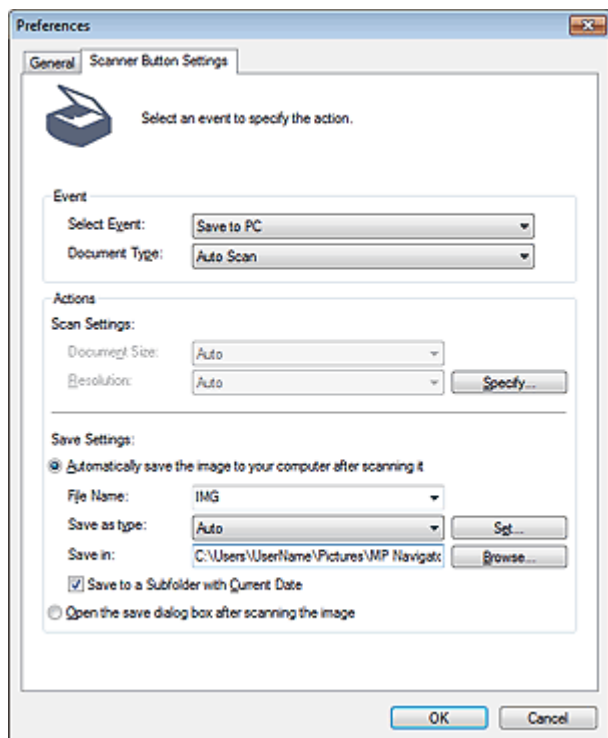 Preferences
General Scanner Button Settings
Select an event to specify the action.
Event
Select Event: Save to PC
Document Type: Auto Scan
Actions
Scan Settings:
Document Size: Auto
Resolution: Auto Specify...
Save Settings:
Automatically save the image to your computer after scanning it
File Name: IMG
Save as type: Auto Set...
Save in: C:\Users\UserName\Pictures\MP Navigato Browse...
Save to a Subfolder with Current Date
Open the save dialog box after scanning the image
OK Cancel